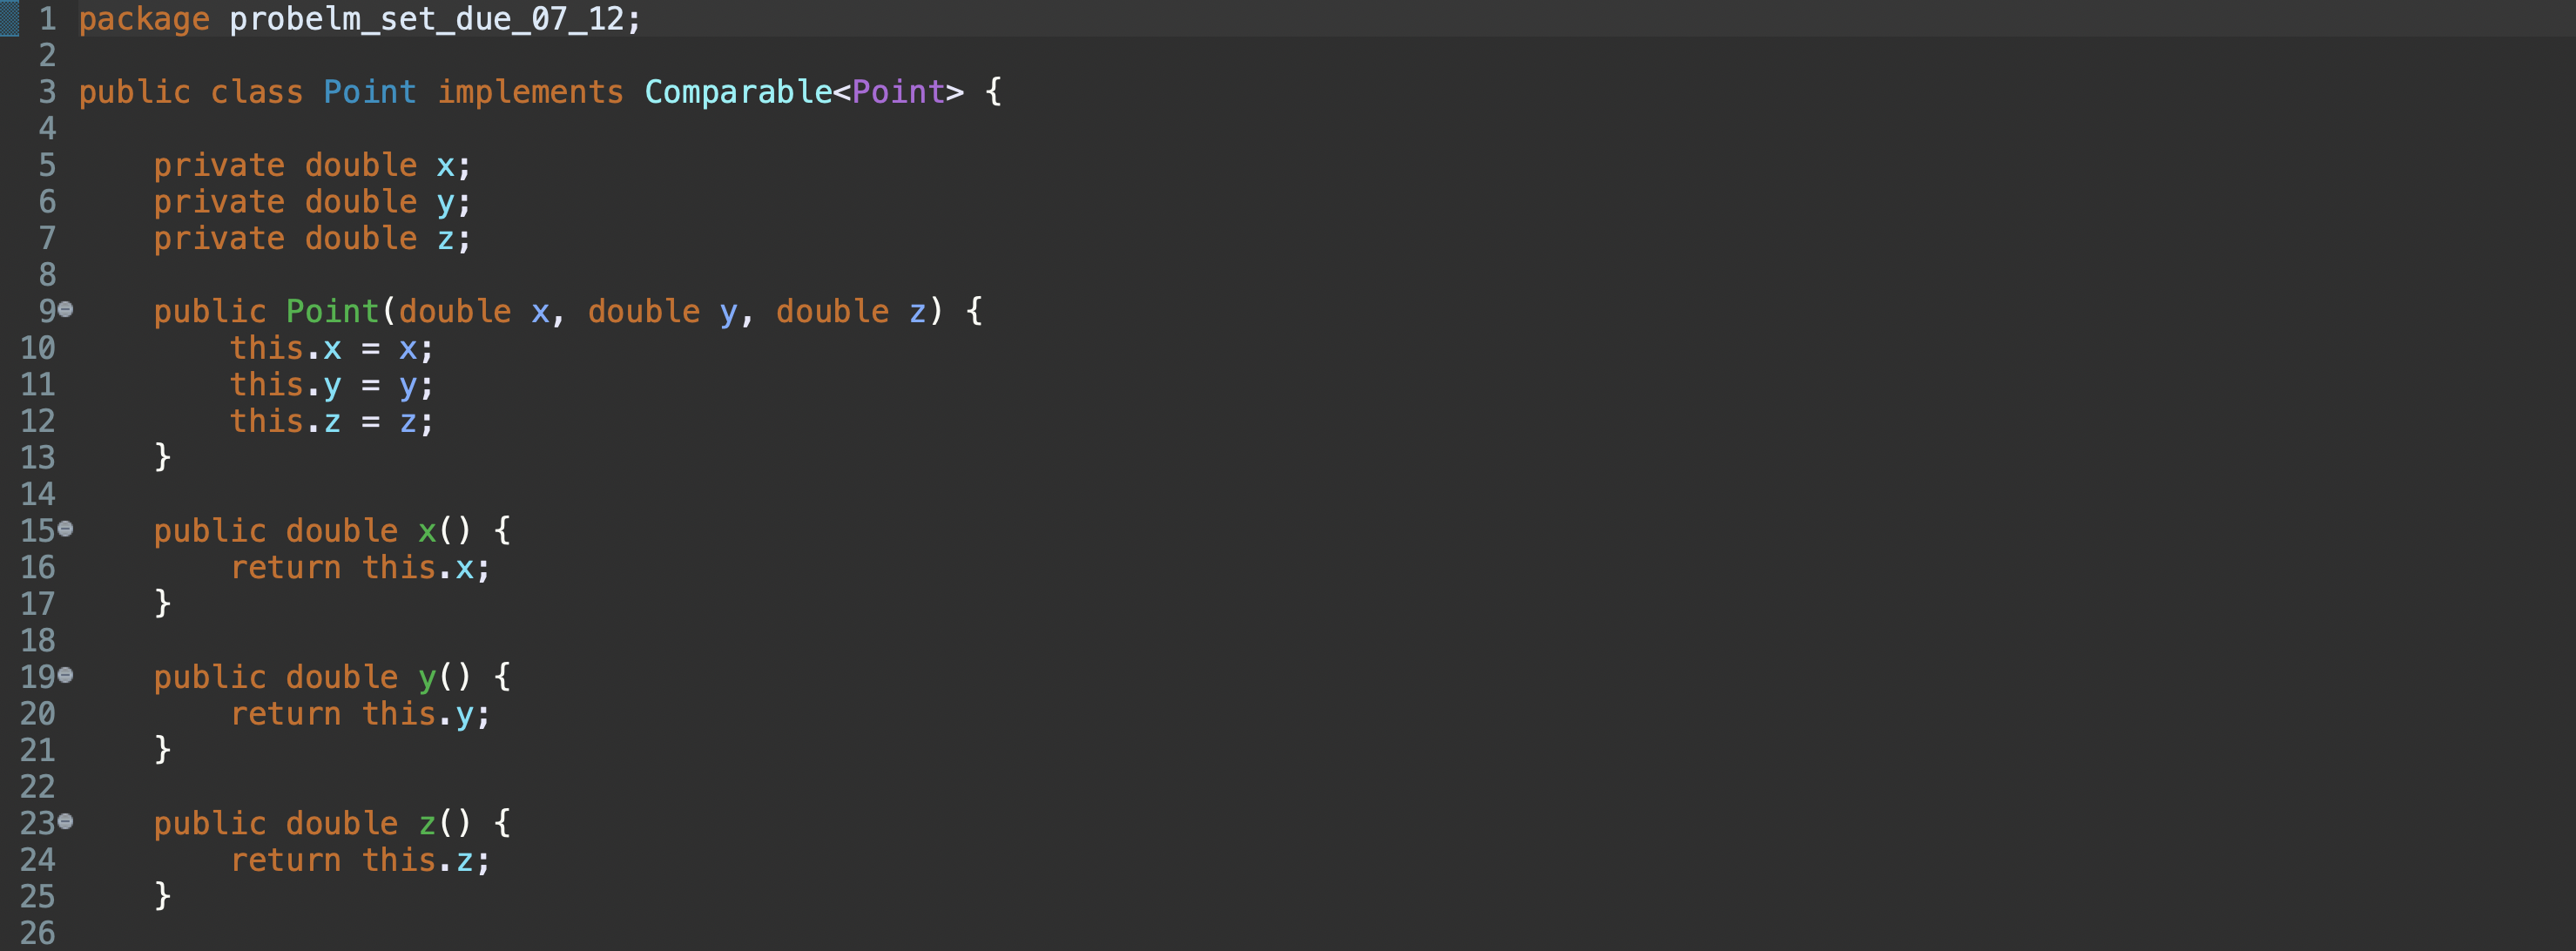 1 package probelm_set_due_07_12;
2
3 public class Point implements Comparable<Point> {
4
5     private double x;
6     private double y;
7     private double z;
8
9     public Point(double x, double y, double z) {
10         this.x = x;
11         this.y = y;
12         this.z = z;
13     }
14
15     public double x() {
16         return this.x;
17     }
18
19     public double y() {
20         return this.y;
21     }
22
23     public double z() {
24         return this.z;
25     }
26